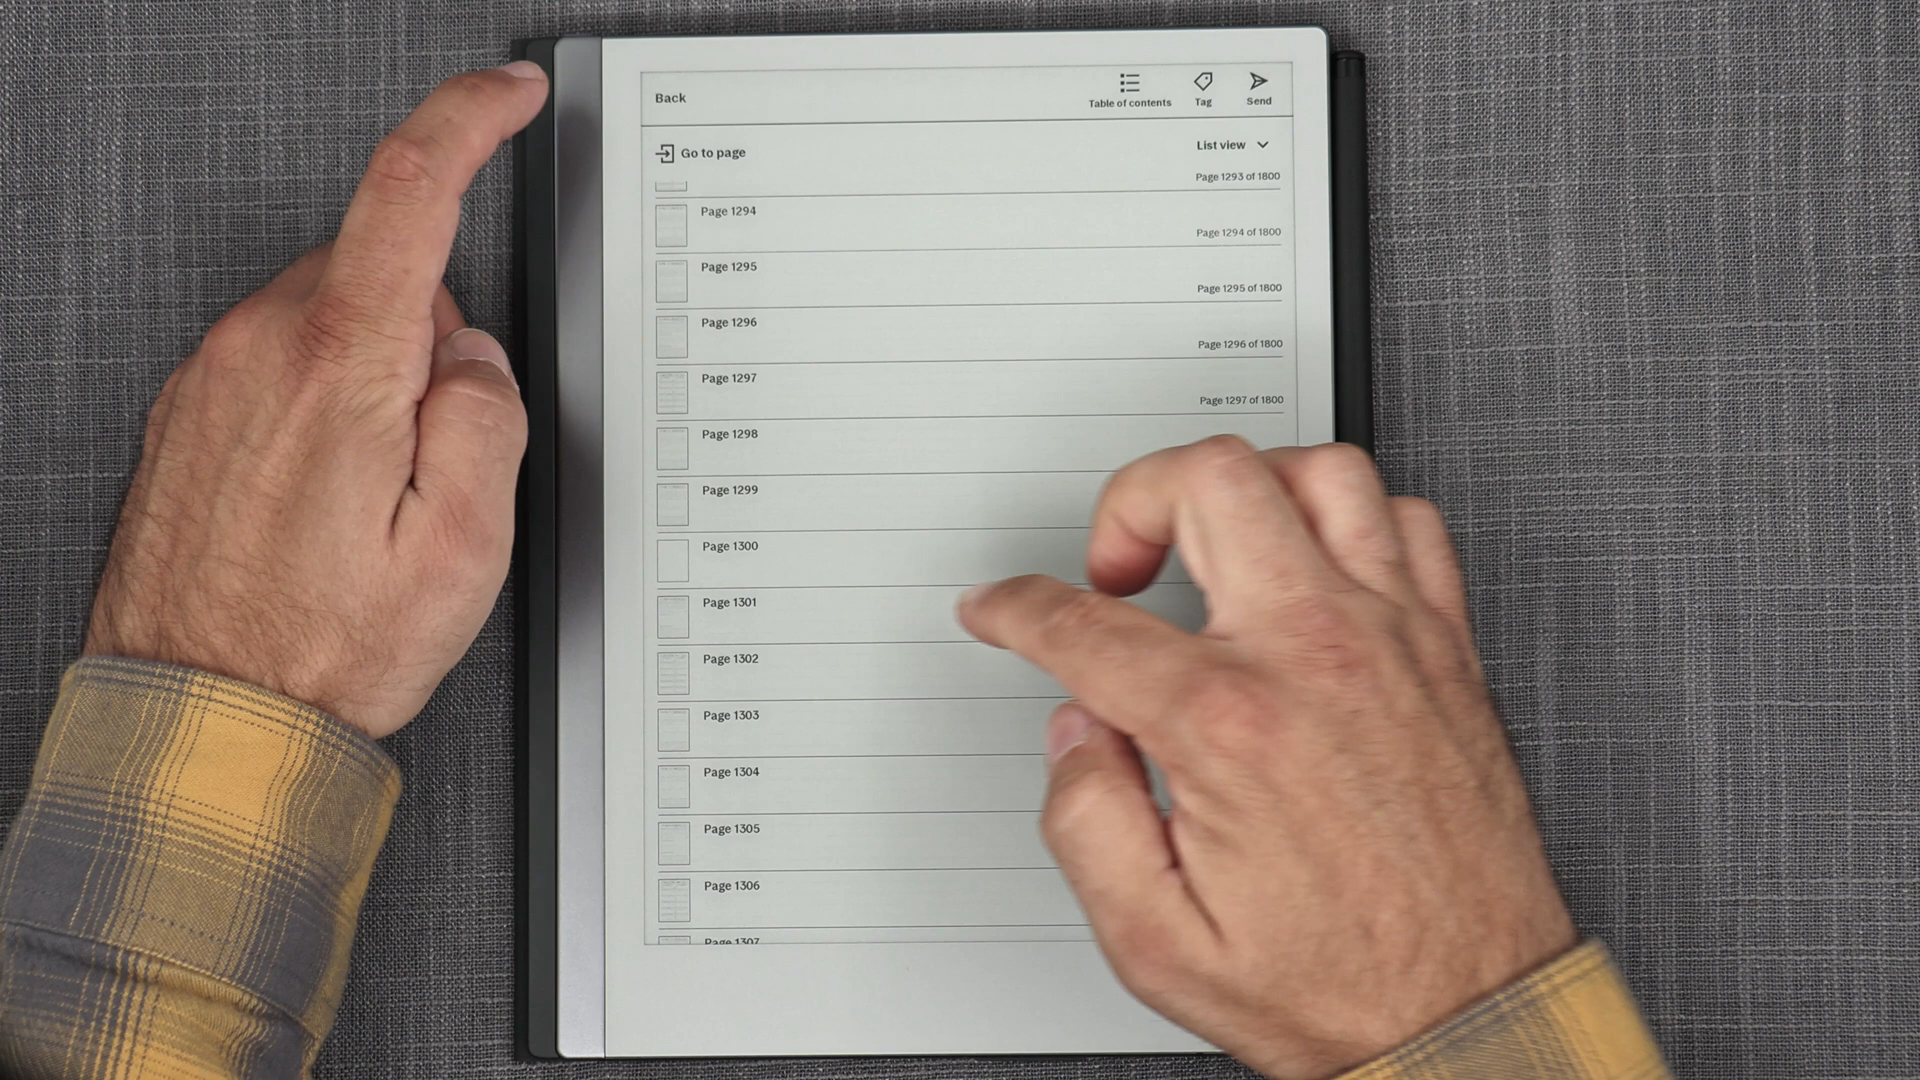 Back
Table of contents
Tag
Send
Go to page
List view
Page 1293 of 1800
Page 1294
Page 1294 of 1800
Page 1295
Page 1295 of 1800
Page 1296
Page 1296 of 1800
Page 1297
Page 1297 of 1800
Page 1298
Page 1299
Page 1300
Page 1301
Page 1302
Page 1303
Page 1304
Page 1305
Page 1306
Page 1307